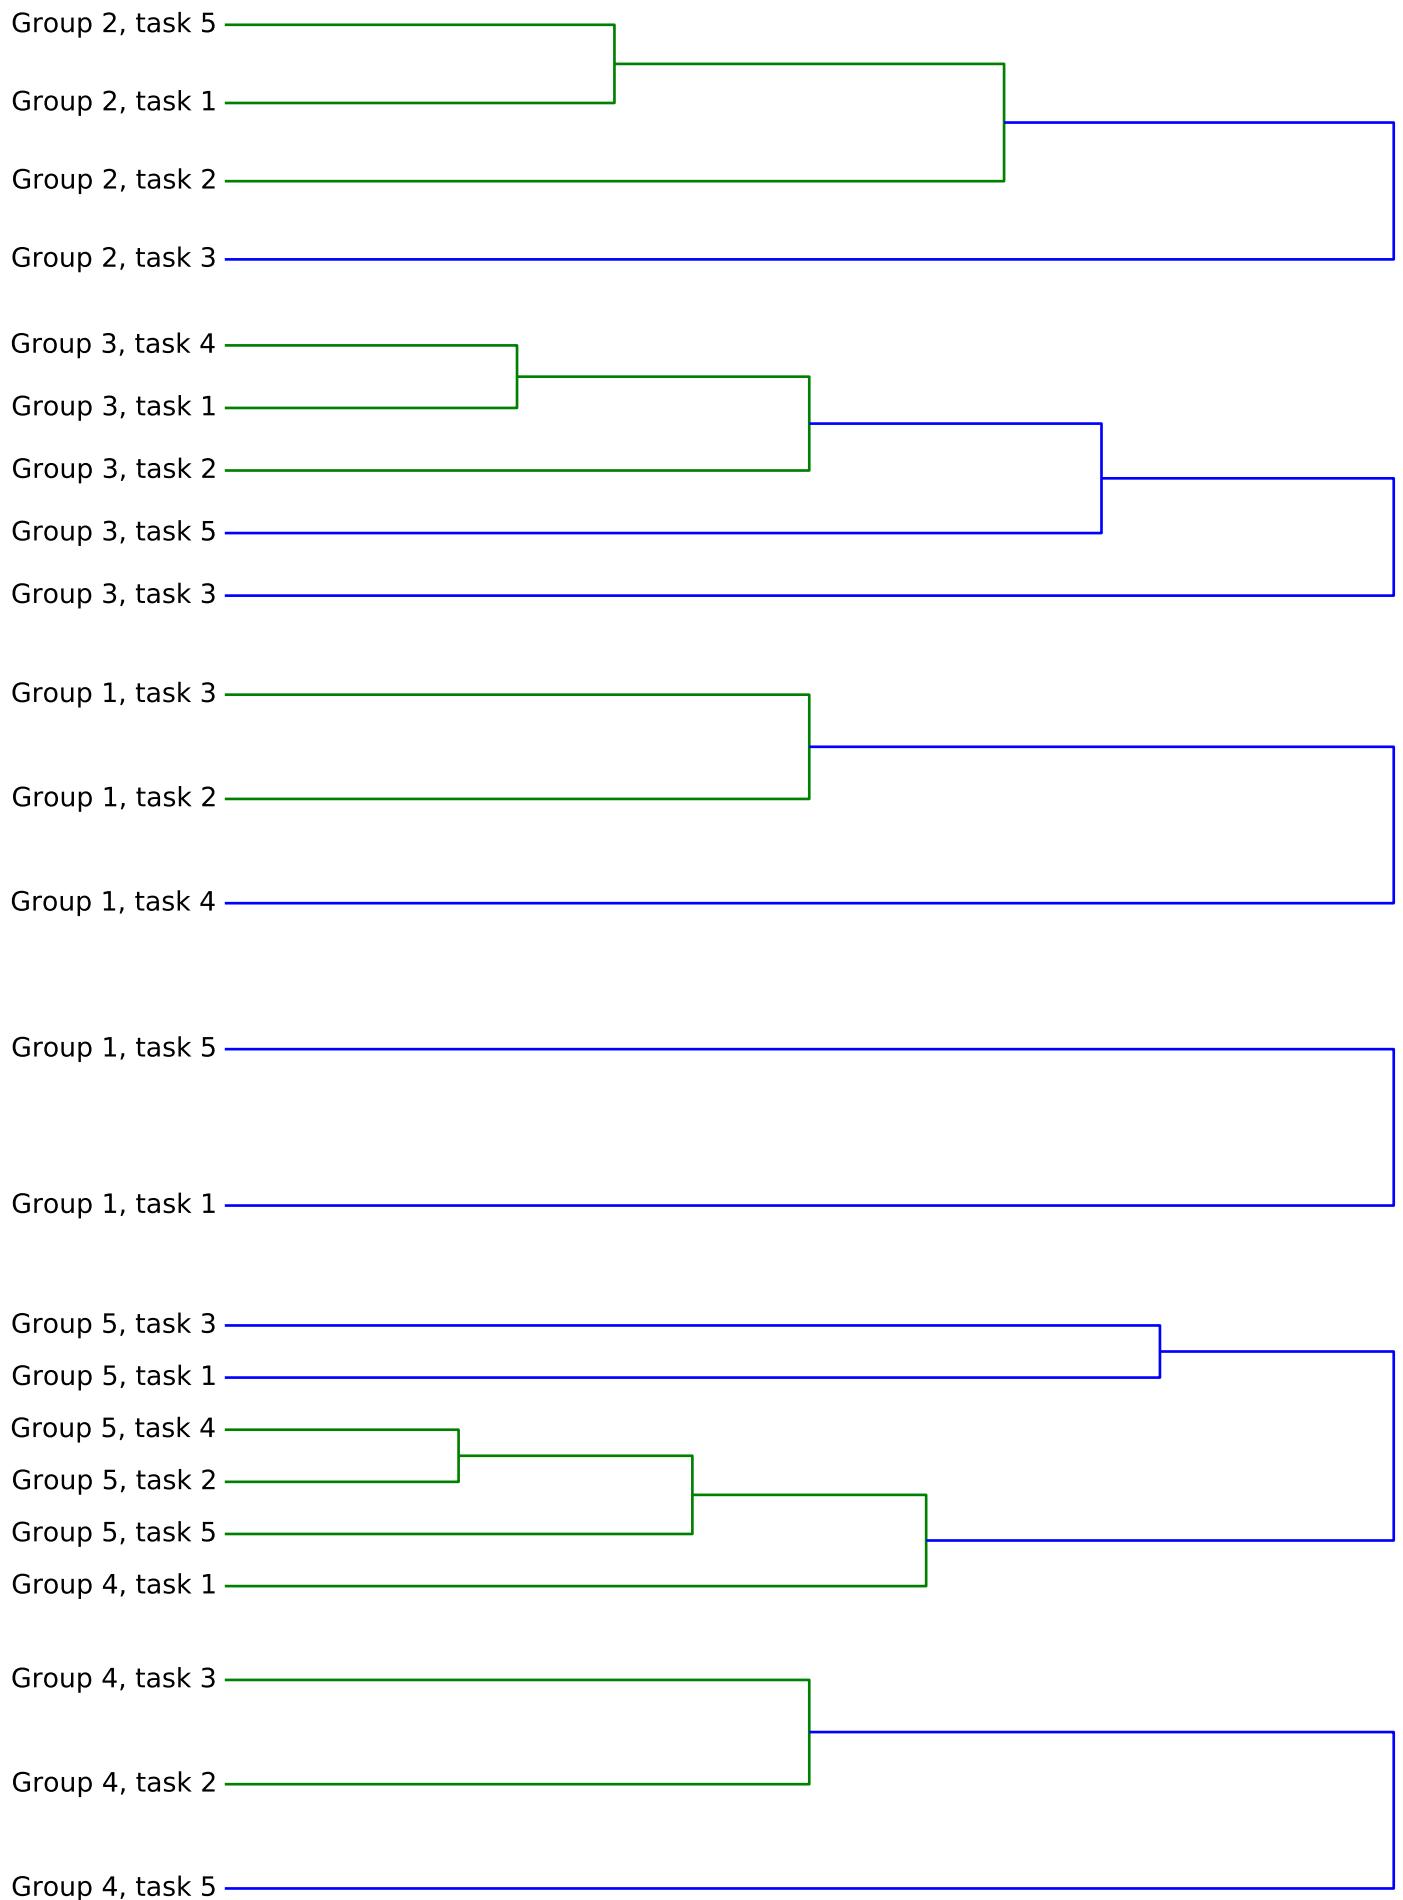 Group 2, task 5
Group 2, task 1
Group 2, task 2
Group 2, task 3
Group 3, task 4
Group 3, task 1
Group 3, task 2
Group 3, task 5
Group 3, task 3
Group 1, task 3
Group 1, task 2
Group 1, task 4
Group 1, task 5
Group 1, task 1
Group 5, task 3
Group 5, task 1
Group 5, task 4
Group 5, task 2
Group 5, task 5
Group 4, task 1
Group 4, task 3
Group 4, task 2
Group 4, task 5